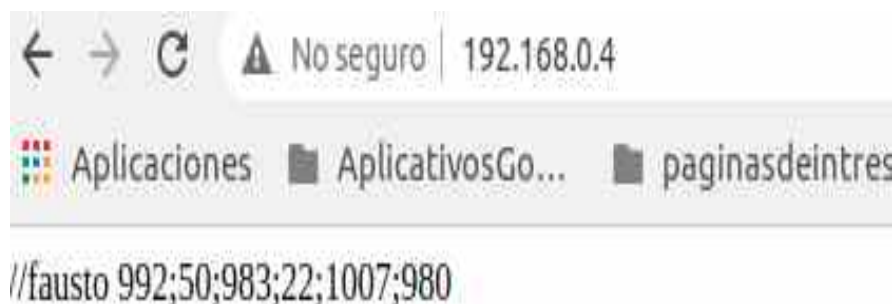 No seguro 192.168.0.4
Aplicaciones AplicativosGo... paginasdeintres
//fausto 992;50;983;22;1007;980